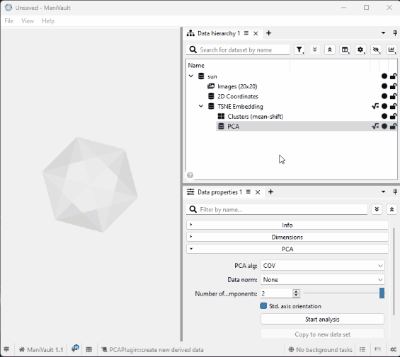 Unsaved - ManiVault
File View Help
Data hierarchy 1
Search for dataset by name
Name
sun
Images (20x20)
2D Coordinates
TSNE Embedding
Clusters (mean-shift)
PCA
Data properties 1
Filter by name...
Info
Dimensions
PCA
PCA alg: COV
Data norm: None
Number of...mponents: 2
Std. axis orientation
Start analysis
Copy to new data set
ManiVault 1.1 PCAPlugin::create new derived data No background tasks